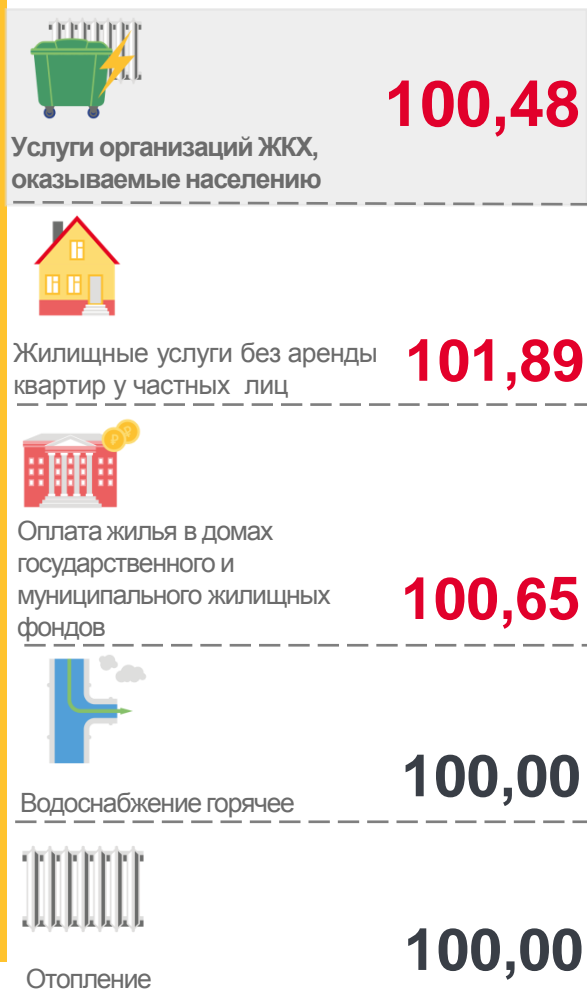 100,48
Услуги организаций ЖКХ,
оказываемые населению
Жилищные услуги без аренды
квартир у частных лиц
101,89
Оплата жилья в домах
государственного и
муниципального жилищных
фондов
100,65
Водоснабжение горячее
100,00
Отопление
100,00